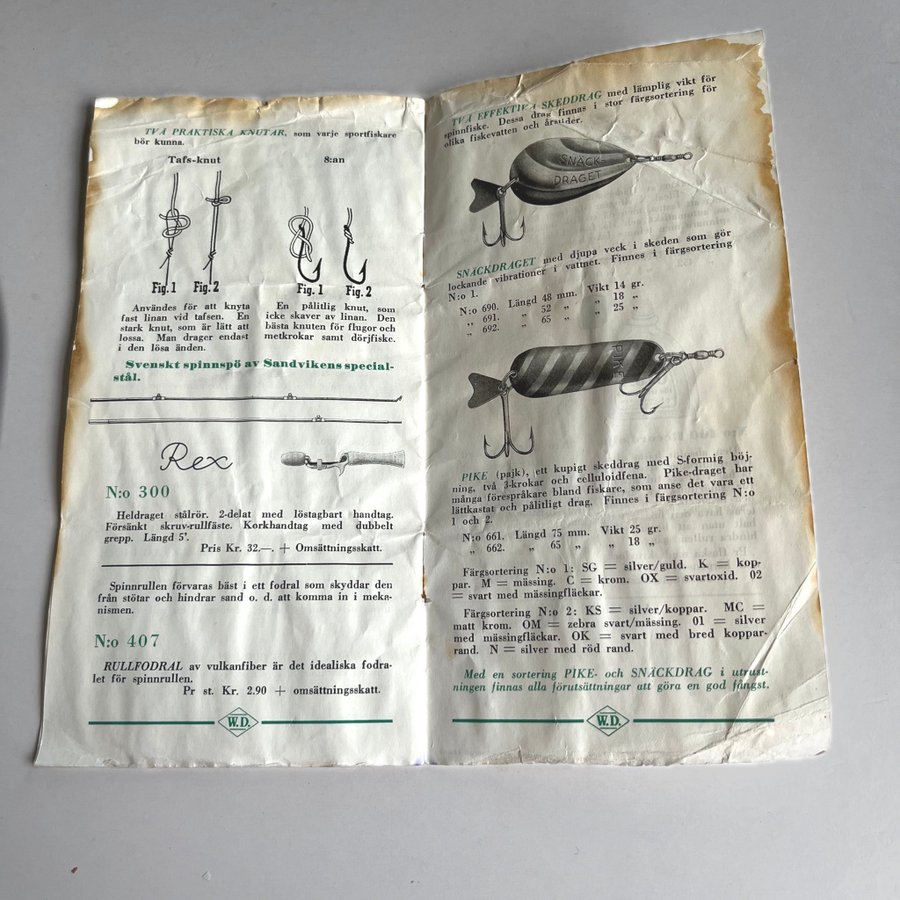 TVÅ PRAKTISKA KNUTAR, som varje sportfiskare
bör kunna.
Tafs-knut
8:an
Fig.1 Fig.2
Fig. 1 Fig. 2
Användes för att knyta
fast linan vid tafsen. En
stark knut, som är lätt att
lossa. Man drager endast
i den lösa änden.
En pålitlig knut, som
icke skaver av linan. Den
bästa knuten för flugor och
metkrokar samt dörjfiske.
Svenskt spinnspö av Sandvikens special-
stål.
Rex
N:o 300
Heldraget stålrör. 2-delat med löstagbart handtag.
Försänkt skruv-rullfäste. Korkhandtag med dubbelt
grepp. Längd 5'.
Pris Kr. 32.—. + Omsättningsskatt.
Spinnrullen förvaras bäst i ett fodral som skyddar den
från stötar och hindrar sand o. d. att komma in i meka-
nismen.
N:o 407
RULLFODRAL av vulkanfiber är det idealiska fodra-
let för spinnrullen.
Pr st. Kr. 2.90 + omsättningsskatt.
W.D.
TVÅ EFFEKTIVA SKEDDRAG med lämplig vikt för
spinnfiske. Dessa drag finnas i stor färgsortering för
olika fiskevatten och årstider.
SNÄCK-
DRAGET
SNÄCKDRAGET med djupa veck i skeden som gör
lockande vibrationer i vattnet. Finnes i färgsortering
N:o 1.
N:o 690. Längd 48 mm. Vikt 14 gr.
„ 691. „ 52 „ „ 18 „
„ 692. „ 65 „ „ 25 „
PIKE
PIKE (pajk), ett kupigt skeddrag med S-formig böj-
ning, två 3-krokar och celluloidfena. Pike-draget har
många förespråkare bland fiskare, som anse det vara ett
lättkastat och pålitligt drag. Finnes i färgsortering N:o
1 och 2.
N:o 661. Längd 75 mm. Vikt 25 gr.
„ 662. „ 65 „ „ 18 „
Färgsortering N:o 1: SG = silver/guld. K = kop-
par. M = mässing. C = krom. OX = svartoxid. 02
= svart med mässingfläckar.
Färgsortering N:o 2: KS = silver/koppar. MC =
matt krom. OM = zebra svart/mässing. 01 = silver
med mässingfläckar. OK = svart med bred koppar-
rand. N = silver med röd rand.
Med en sortering PIKE- och SNÄCKDRAG i utrust-
ningen finnas alla förutsättningar att göra en god fångst.
W.D.